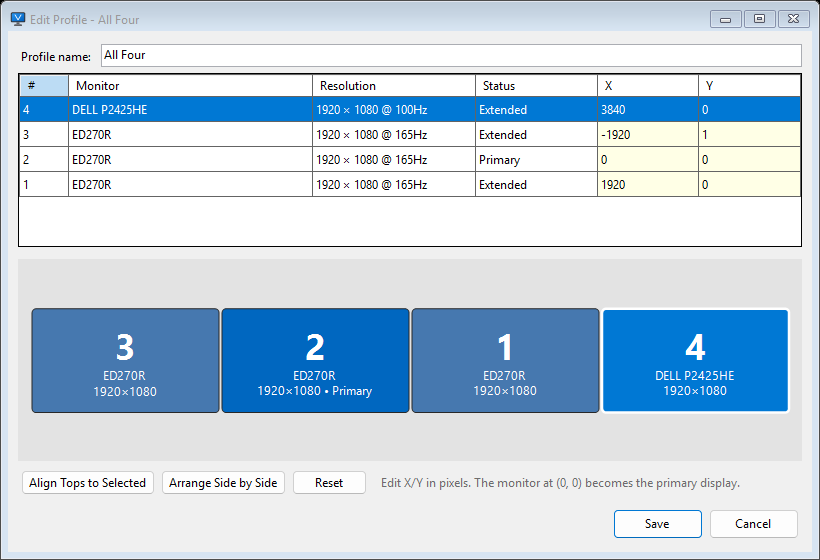 Edit Profile - All Four
Profile name: All Four
# Monitor Resolution Status X Y
4 DELL P2425HE 1920 × 1080 @ 100Hz Extended 3840 0
3 ED270R 1920 × 1080 @ 165Hz Extended -1920 1
2 ED270R 1920 × 1080 @ 165Hz Primary 0 0
1 ED270R 1920 × 1080 @ 165Hz Extended 1920 0
3 2 1 4
ED270R ED270R ED270R DELL P2425HE
1920×1080 1920×1080 • Primary 1920×1080 1920×1080
Align Tops to Selected Arrange Side by Side Reset Edit X/Y in pixels. The monitor at (0, 0) becomes the primary display.
Save Cancel